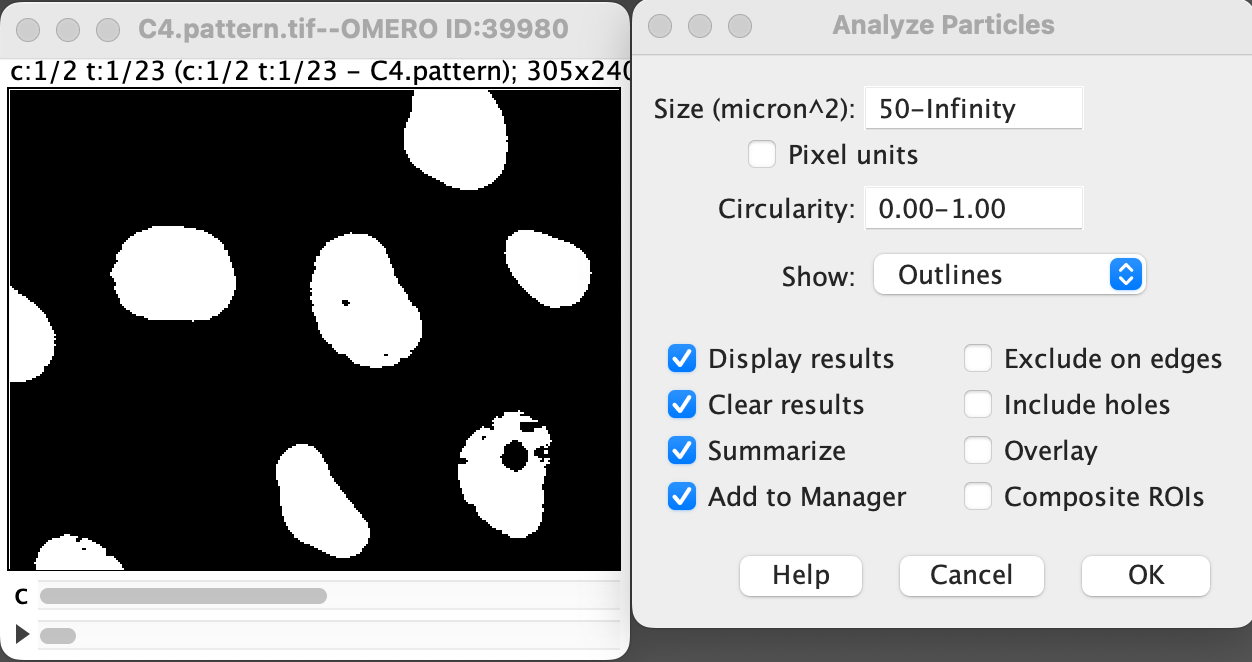 C4.pattern.tif--OMERO ID:39980
c:1/2 t:1/23 (c:1/2 t:1/23 - C4.pattern); 305x240
C
Analyze Particles
Size (micron^2): 50-Infinity
Pixel units
Circularity: 0.00-1.00
Show: Outlines
Display results Exclude on edges
Clear results Include holes
Summarize Overlay
Add to Manager Composite ROIs
Help Cancel OK